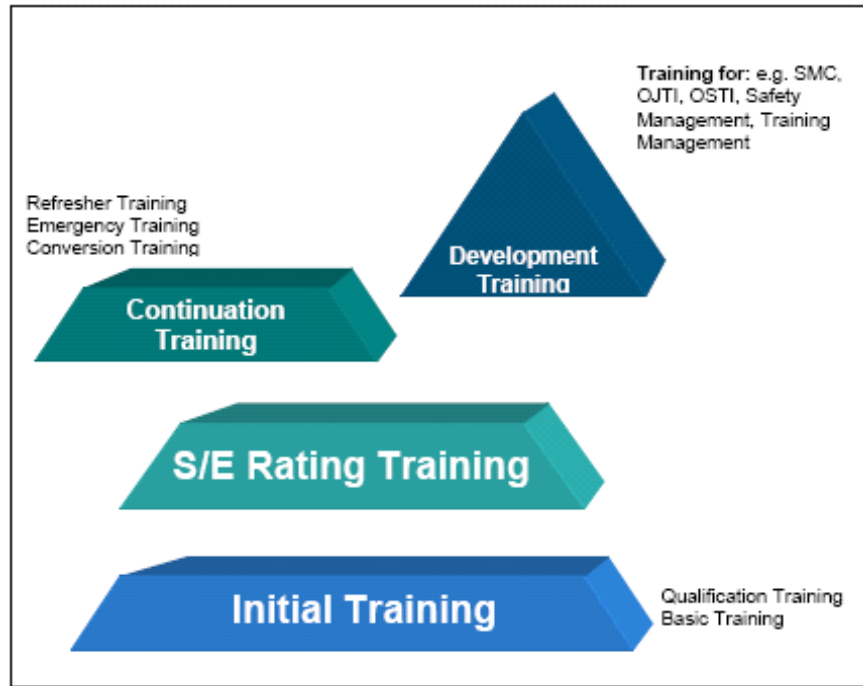 Training for: e.g. SMC,
OJTI, OSTI, Safety
Management, Training
Management
Refresher Training
Emergency Training
Conversion Training
Development
Training
Continuation
Training
S/E Rating Training
Initial Training
Qualification Training
Basic Training